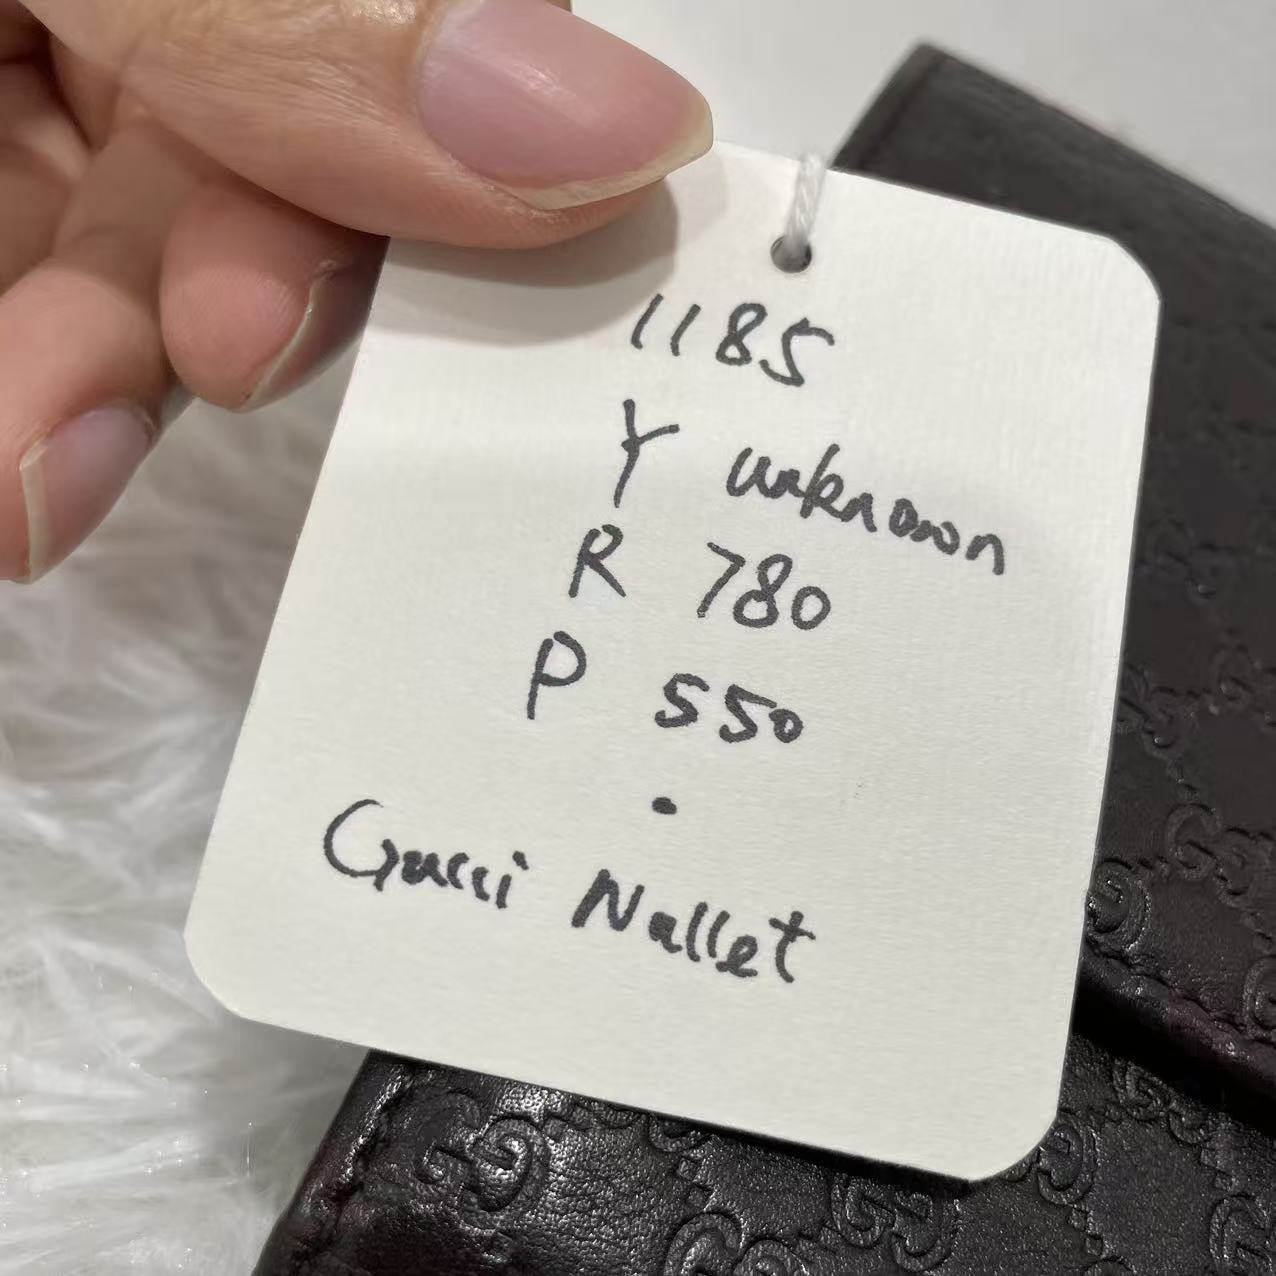 1185
Y unknown
R 780
P 550
.
Gucci Wallet